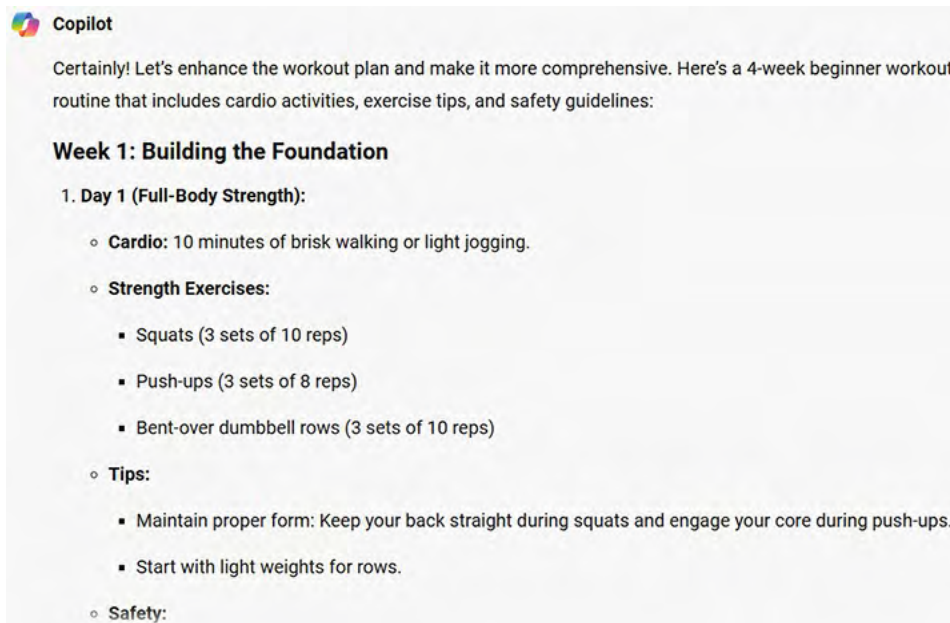 Copilot
Certainly! Let's enhance the workout plan and make it more comprehensive. Here's a 4-week beginner workout
routine that includes cardio activities, exercise tips, and safety guidelines:
Week 1: Building the Foundation
1. Day 1 (Full-Body Strength):
Cardio: 10 minutes of brisk walking or light jogging.
Strength Exercises:
Squats (3 sets of 10 reps)
Push-ups (3 sets of 8 reps)
Bent-over dumbbell rows (3 sets of 10 reps)
Tips:
Maintain proper form: Keep your back straight during squats and engage your core during push-ups.
Start with light weights for rows.
Safety: